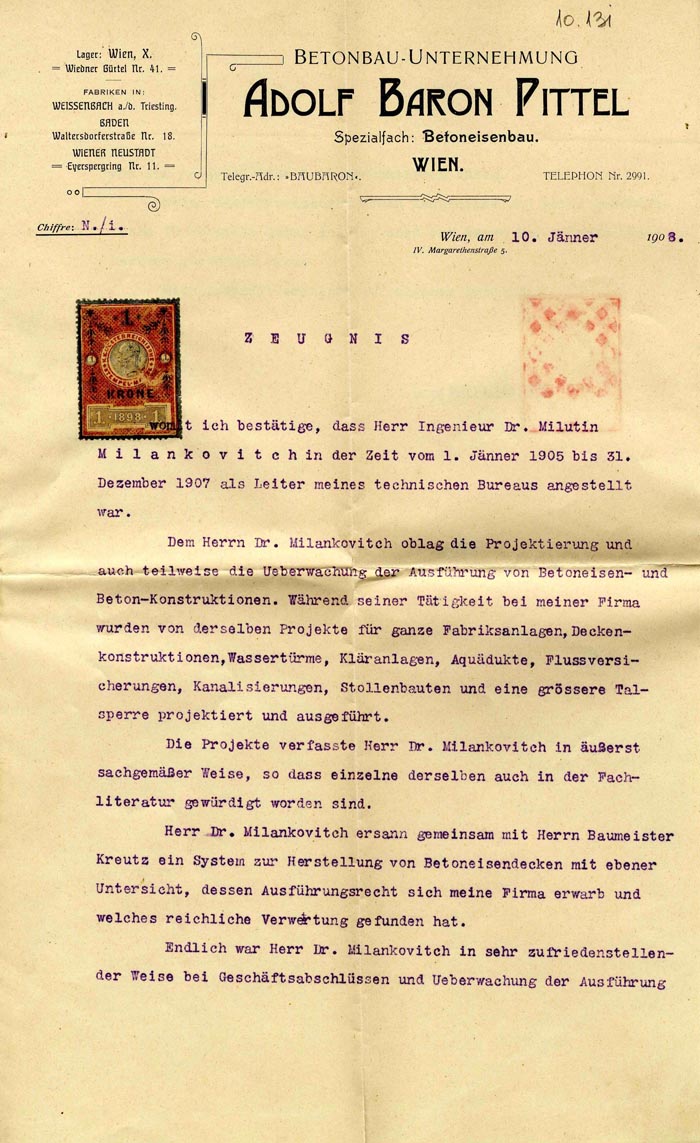 10.131
Lager: Wien, X.
= Wiedner Gürtel Nr. 41. =
FABRIKEN IN:
WEISSENBACH a./d. Triesting.
BADEN
Waltersdorferstraße Nr. 18.
WIENER NEUSTADT
= Eyerspergring Nr. 11. =
BETONBAU-UNTERNEHMUNG
ADOLF BARON PITTEL
Spezialfach: Betoneisenbau.
WIEN.
Telegr.-Adr.: »BAUBARON«.
TELEPHON Nr. 2991.
Chiffre: N./i.
Wien, am 10. Jänner 1908.
IV. Margarethenstraße 5.
1
KRONE
1 1898 1
Z E U G N I S
womit ich bestätige, dass Herr Ingenieur Dr. Milutin
M i l a n k o v i t c h in der Zeit vom 1. Jänner 1905 bis 31.
Dezember 1907 als Leiter meines technischen Bureaus angestellt
war.
Dem Herrn Dr. Milankovitch oblag die Projektierung und
auch teilweise die Ueberwachung der Ausführung von Betoneisen- und
Beton-Konstruktionen. Während seiner Tätigkeit bei meiner Firma
wurden von derselben Projekte für ganze Fabriksanlagen, Decken-
konstruktionen, Wassertürme, Kläranlagen, Aquädukte, Flussversi-
cherungen, Kanalisierungen, Stollenbauten und eine grössere Tal-
sperre projektiert und ausgeführt.
Die Projekte verfasste Herr Dr. Milankovitch in äußerst
sachgemäßer Weise, so dass einzelne derselben auch in der Fach-
literatur gewürdigt worden sind.
Herr Dr. Milankovitch ersann gemeinsam mit Herrn Baumeister
Kreutz ein System zur Herstellung von Betoneisendecken mit ebener
Untersicht, dessen Ausführungsrecht sich meine Firma erwarb und
welches reichliche Verwertung gefunden hat.
Endlich war Herr Dr. Milankovitch in sehr zufriedenstellen-
der Weise bei Geschäftsabschlüssen und Ueberwachung der Ausführung